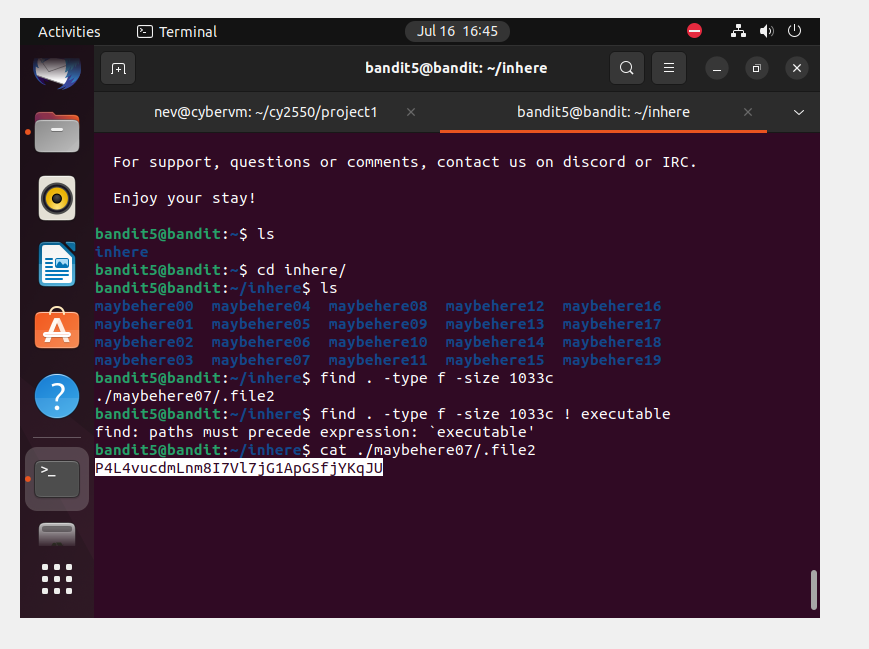 Activities
Terminal
Jul 16 16:45
bandit5@bandit: ~/inhere
nev@cybervm: ~/cy2550/project1
bandit5@bandit: ~/inhere
For support, questions or comments, contact us on discord or IRC.
Enjoy your stay!
bandit5@bandit:~$ ls
inhere
bandit5@bandit:~$ cd inhere/
bandit5@bandit:~/inhere$ ls
maybehere00 maybehere04 maybehere08 maybehere12 maybehere16
maybehere01 maybehere05 maybehere09 maybehere13 maybehere17
maybehere02 maybehere06 maybehere10 maybehere14 maybehere18
maybehere03 maybehere07 maybehere11 maybehere15 maybehere19
bandit5@bandit:~/inhere$ find . -type f -size 1033c
./maybehere07/.file2
bandit5@bandit:~/inhere$ find . -type f -size 1033c ! executable
find: paths must precede expression: `executable'
bandit5@bandit:~/inhere$ cat ./maybehere07/.file2
P4L4vucdmLnm8I7Vl7jG1ApGSfjYKqJU